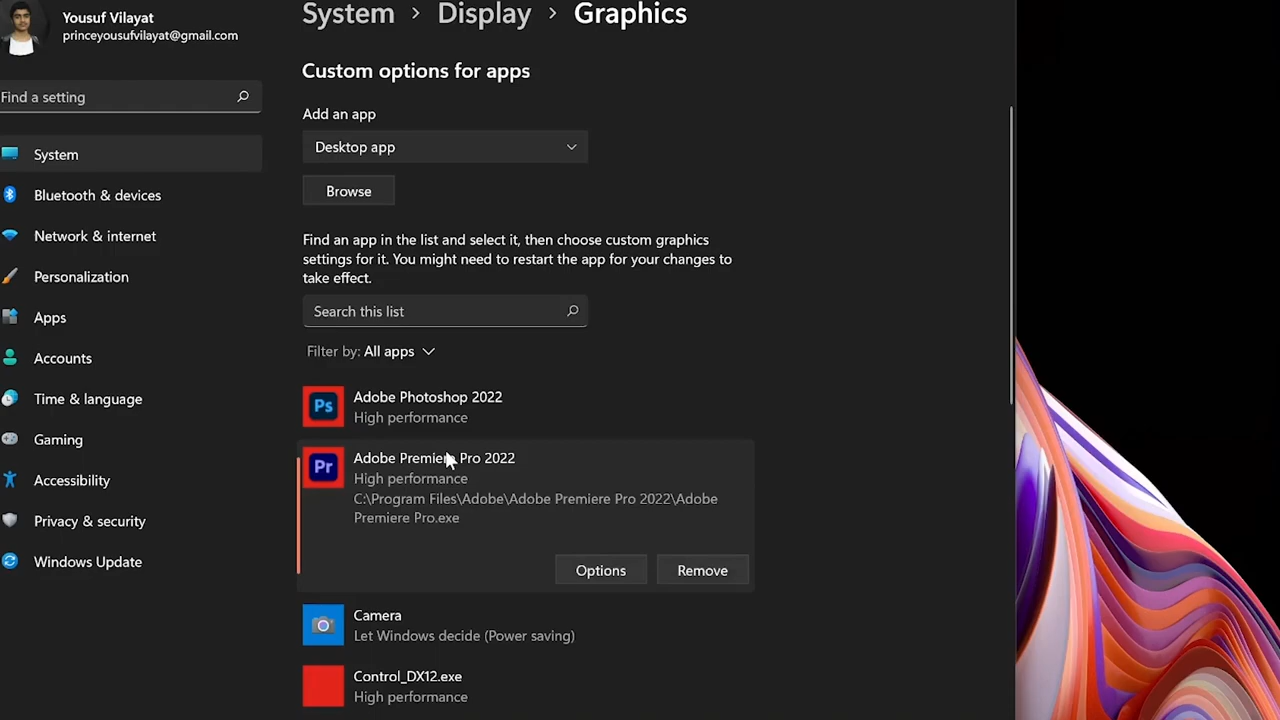 Yousuf Vilayat
princeyousufvilayat@gmail.com
Find a setting
System
Bluetooth & devices
Network & internet
Personalization
Apps
Accounts
Time & language
Gaming
Accessibility
Privacy & security
Windows Update
System > Display > Graphics
Custom options for apps
Add an app
Desktop app
Browse
Find an app in the list and select it, then choose custom graphics
settings for it. You might need to restart the app for your changes to
take effect.
Search this list
Filter by: All apps
Ps
Adobe Photoshop 2022
High performance
Pr
Adobe Premiere Pro 2022
High performance
C:\Program Files\Adobe\Adobe Premiere Pro 2022\Adobe
Premiere Pro.exe
Options
Remove
Camera
Let Windows decide (Power saving)
Control_DX12.exe
High performance